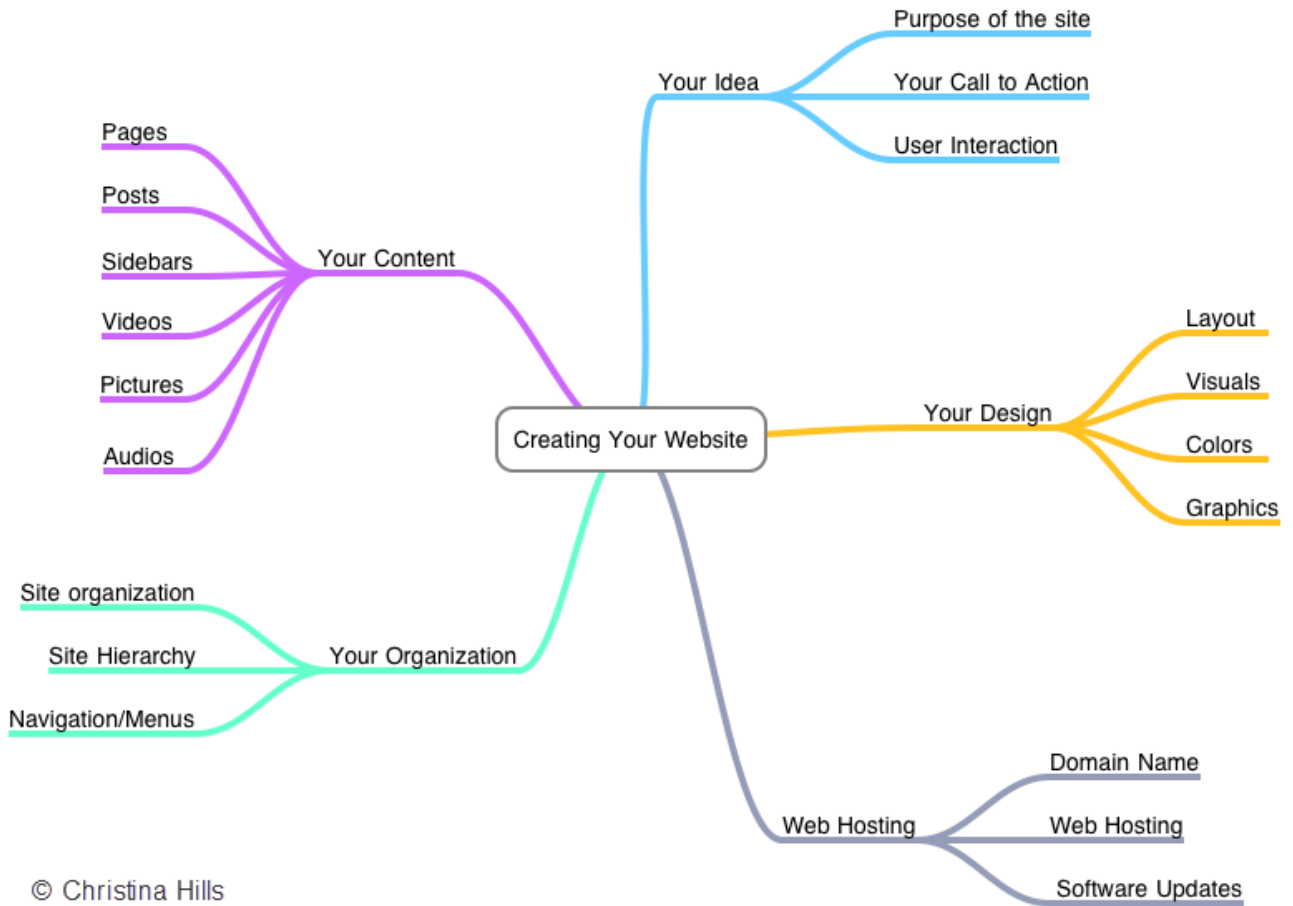 Creating Your Website
Your Idea
Purpose of the site
Your Call to Action
User Interaction
Your Design
Layout
Visuals
Colors
Graphics
Web Hosting
Domain Name
Web Hosting
Software Updates
Your Organization
Site organization
Site Hierarchy
Navigation/Menus
Your Content
Pages
Posts
Sidebars
Videos
Pictures
Audios
© Christina Hills